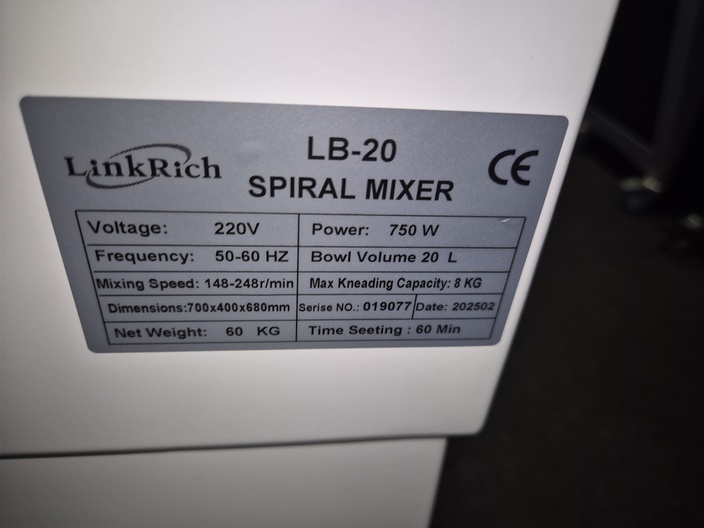 LinkRich
LB-20
CE
SPIRAL MIXER
Voltage: 220V Power: 750 W
Frequency: 50-60 HZ Bowl Volume 20 L
Mixing Speed: 148-248r/min Max Kneading Capacity: 8 KG
Dimensions:700x400x680mm Serise NO.: 019077 Date: 202502
Net Weight: 60 KG Time Seeting : 60 Min